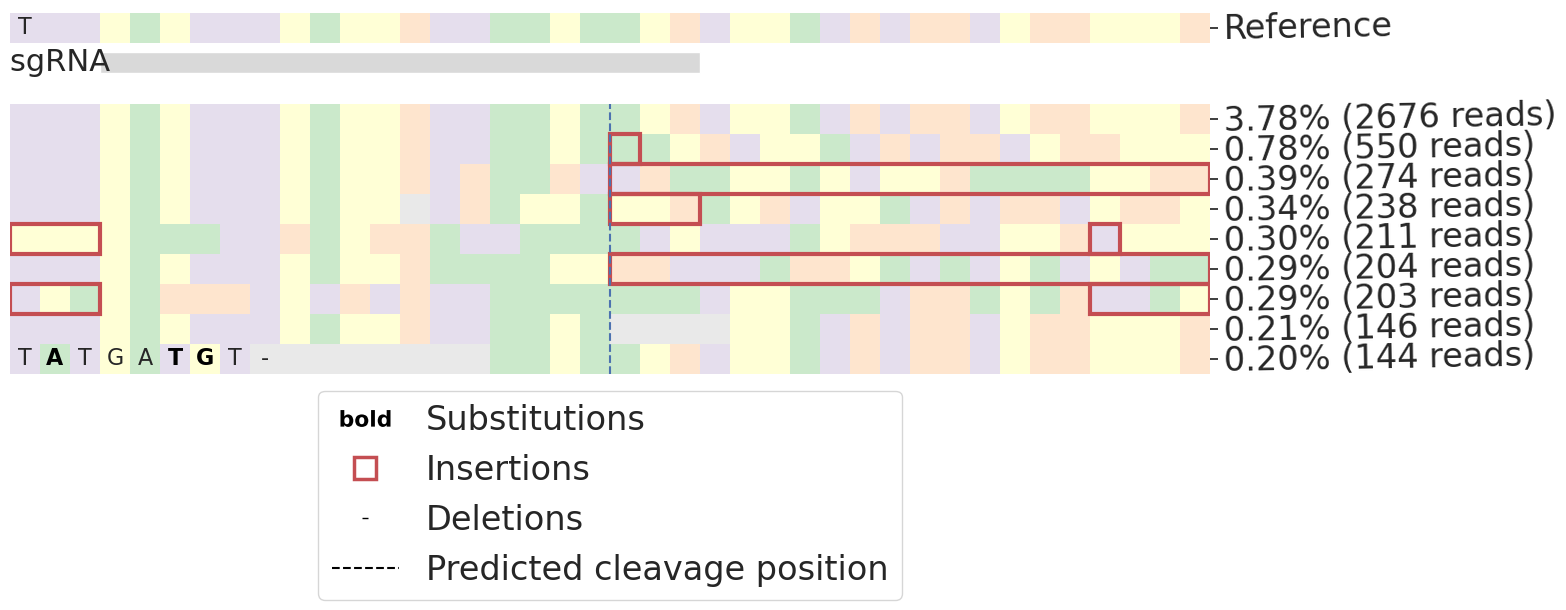 T
Reference
sgRNA
3.78% (2676 reads)
0.78% (550 reads)
0.39% (274 reads)
0.34% (238 reads)
0.30% (211 reads)
0.29% (204 reads)
0.29% (203 reads)
0.21% (146 reads)
T A T G A T G T - 0.20% (144 reads)
bold Substitutions
Insertions
- Deletions
Predicted cleavage position